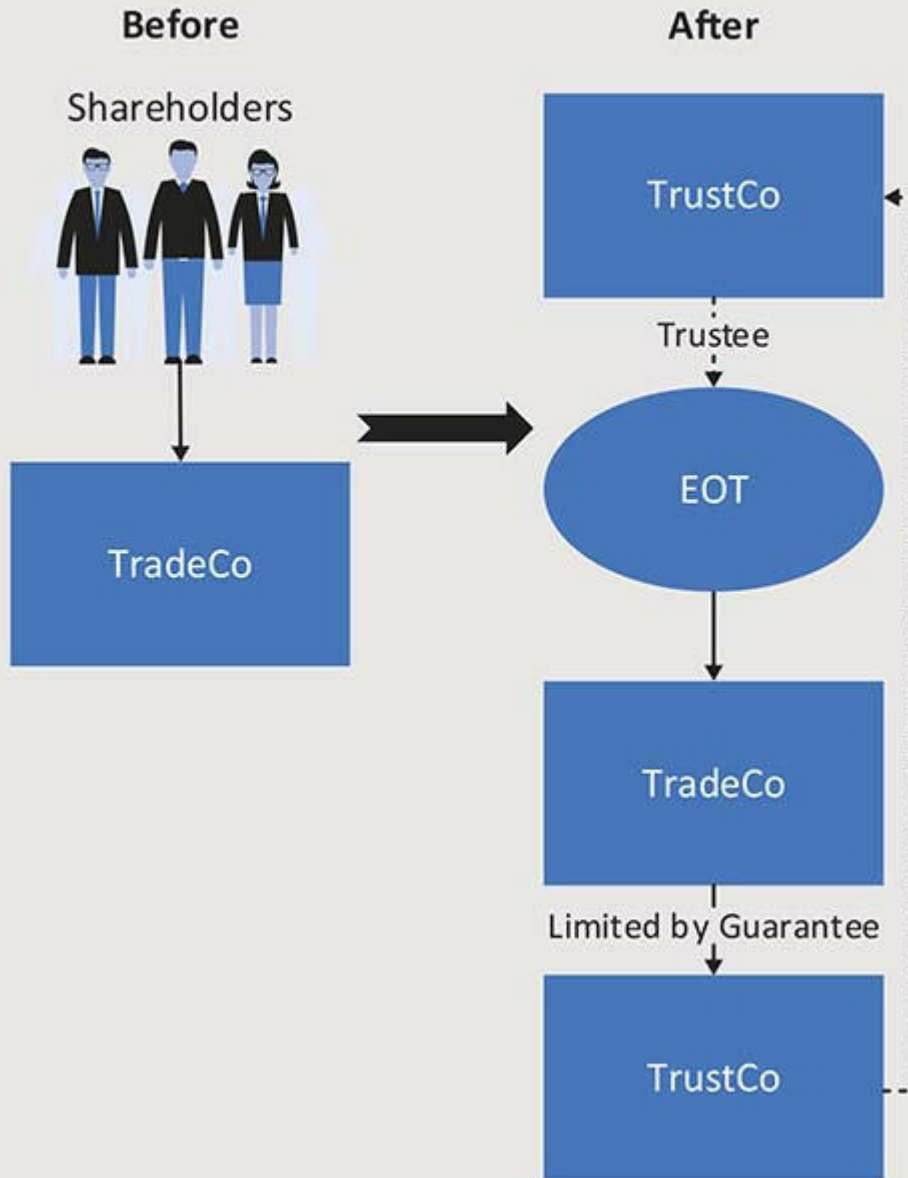 Before
Shareholders
TradeCo
After
TrustCo
Trustee
EOT
TradeCo
Limited by Guarantee
TrustCo